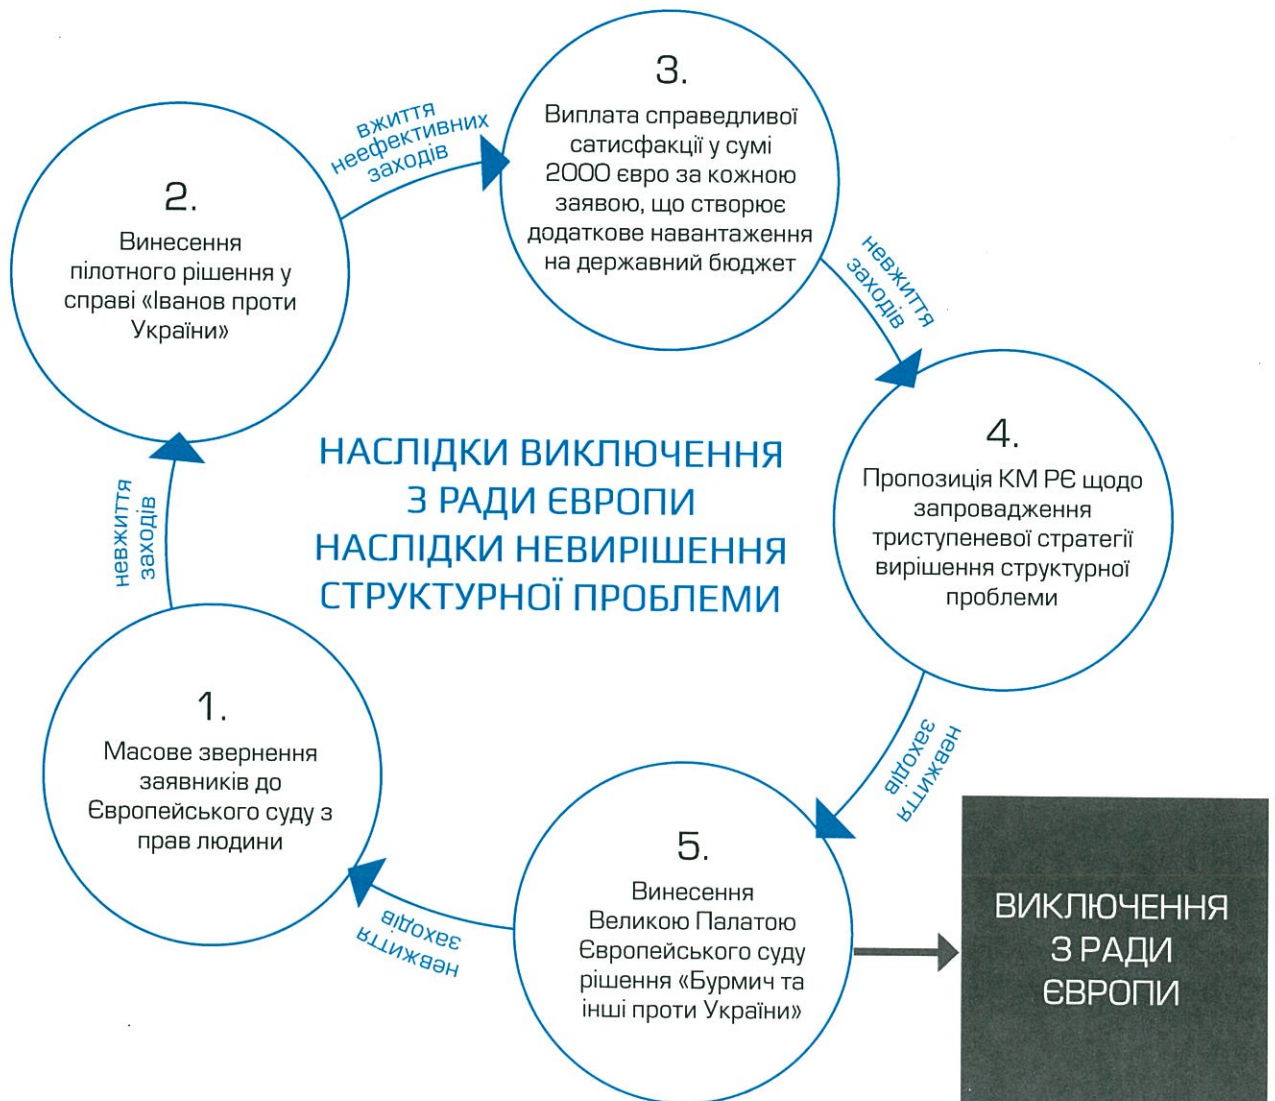 3.
Виплата справедливої
сатисфакції у сумі
2000 євро за кожною
заявою, що створює
додаткове навантаження
на державний бюджет
вжиття
неефективних
заходів
2.
Винесення
пілотного рішення у
справі «Іванов проти
України»
невжиття
заходів
4.
Пропозиція КМ РЄ щодо
запровадження
триступеневої стратегії
вирішення структурної
проблеми
НАСЛІДКИ ВИКЛЮЧЕННЯ
З РАДИ ЄВРОПИ
НАСЛІДКИ НЕВИРІШЕННЯ
СТРУКТУРНОЇ ПРОБЛЕМИ
невжиття
заходів
1.
Масове звернення
заявників до
Європейського суду з
прав людини
невжиття
заходів
5.
Винесення
Великою Палатою
Європейського суду
рішення «Бурмич та
інші проти України»
невжиття
заходів
ВИКЛЮЧЕННЯ
З РАДИ
ЄВРОПИ